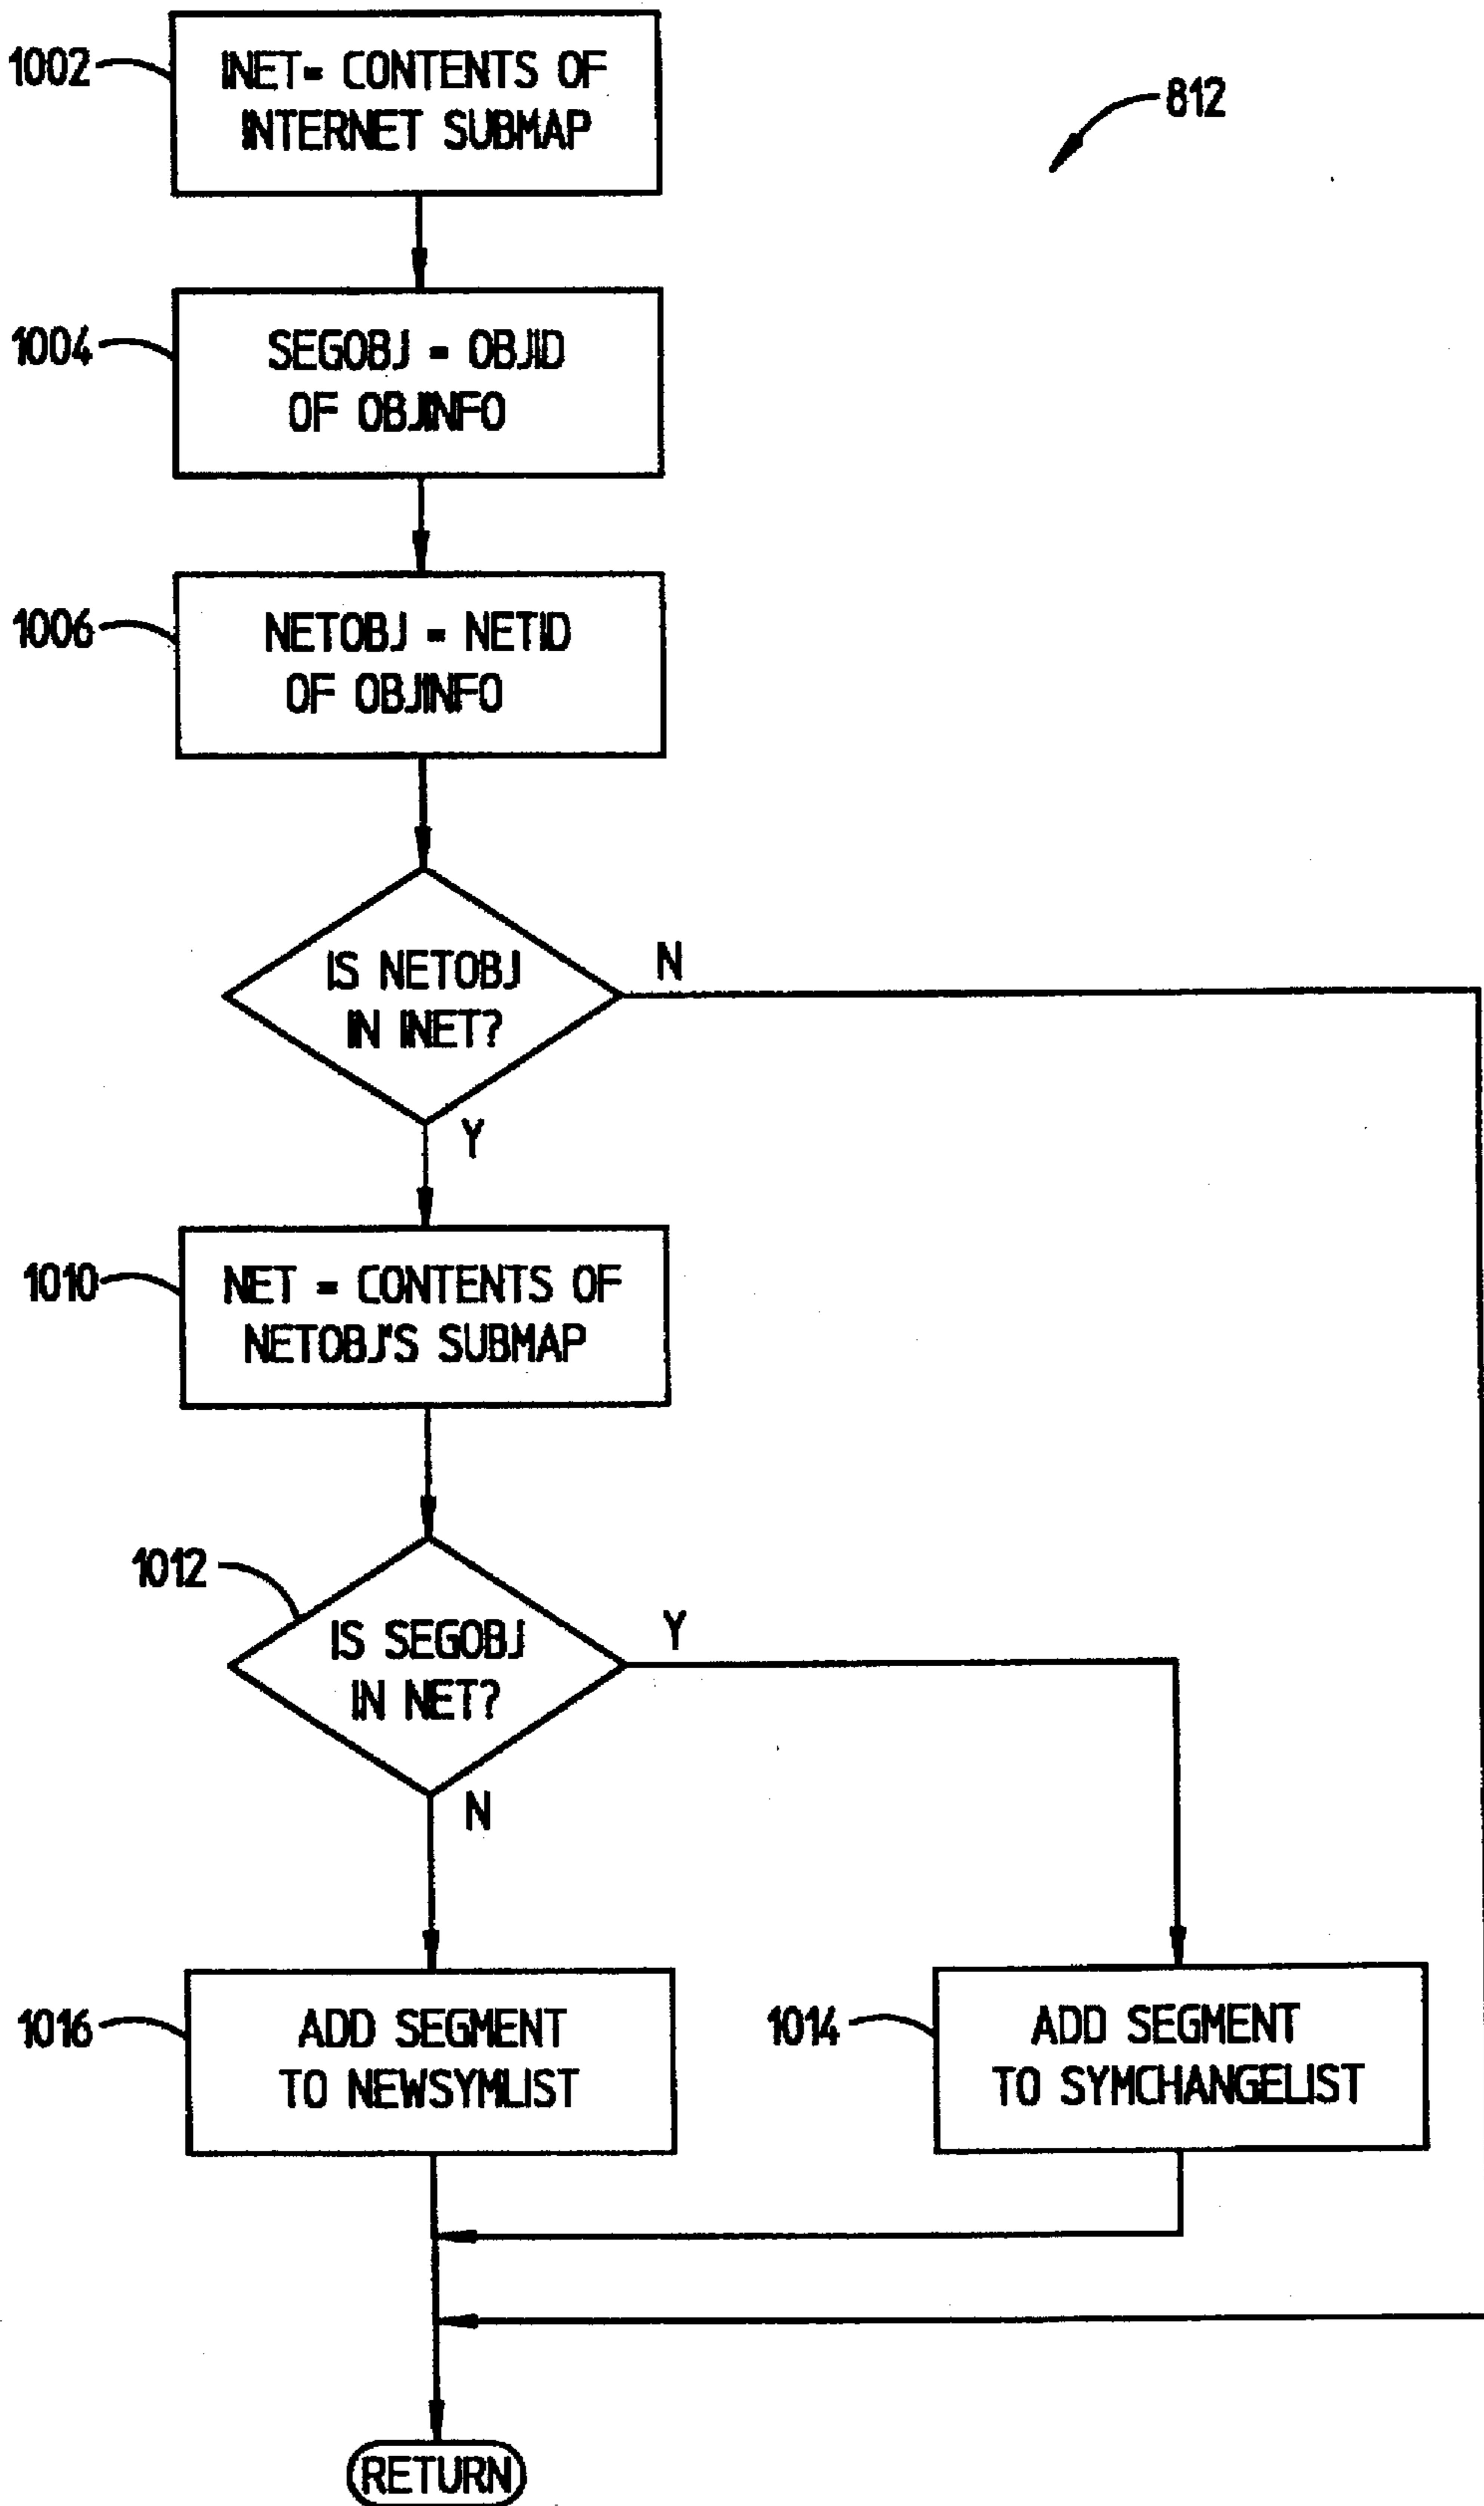 1002
INET= CONTENTS OF
INTERNET SUBMAP
812
1004
SEGOBJ = OBJID
OF OBJINFO
1006
NETOBJ = NETID
OF OBJINFO
IS NETOBJ
IN INET?
N
Y
1010
NET = CONTENTS OF
NETOBJ'S SUBMAP
1012
IS SEGOBJ
IN NET?
Y
N
1016
ADD SEGMENT
TO NEWSYMLIST
1014
ADD SEGMENT
TO SYMCHANGELIST
RETURN